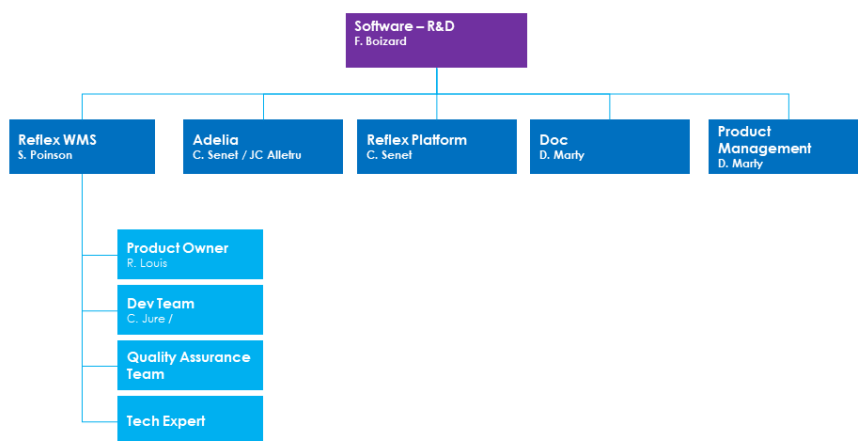 Software – R&D
F. Boizard
Reflex WMS
S. Poinson
Adelia
C. Senet / JC Alletru
Reflex Platform
C. Senet
Doc
D. Marty
Product
Management
D. Marty
Product Owner
R. Louis
Dev Team
C. Jure /
Quality Assurance
Team
Tech Expert